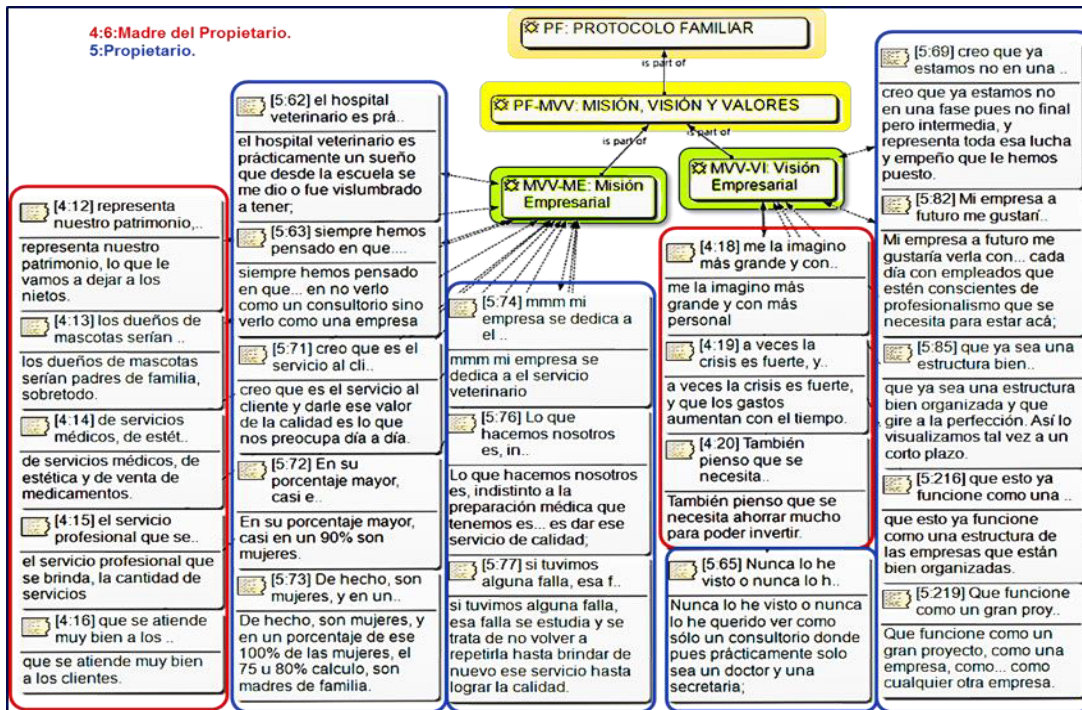 4:6:Madre del Propietario.
5:Propietario.
PF: PROTOCOLO FAMILIAR
is part of
PF-MVV: MISIÓN, VISIÓN Y VALORES
is part of
is part of
MVV-ME: Misión
Empresarial
MVV-VI: Visión
Empresarial
[4:12] representa
nuestro patrimonio,..
representa nuestro
patrimonio, lo que le
vamos a dejar a los
nietos.
[4:13] los dueños de
mascotas serían ..
los dueños de mascotas
serían padres de familia,
sobretodo.
[4:14] de servicios
médicos, de estét..
de servicios médicos, de
estética y de venta de
medicamentos.
[4:15] el servicio
profesional que se..
el servicio profesional que
se brinda, la cantidad de
servicios
[4:16] que se atiende
muy bien a los ..
que se atiende muy bien
a los clientes.
[5:62] el hospital
veterinario es prá..
el hospital veterinario es
prácticamente un sueño
que desde la escuela se
me dio o fue vislumbrado
a tener;
[5:63] siempre hemos
pensado en que....
siempre hemos pensado
en que... en no verlo
como un consultorio sino
verlo como una empresa
[5:71] creo que es el
servicio al cli..
creo que es el servicio al
cliente y darle ese valor
de la calidad es lo que
nos preocupa día a día.
[5:72] En su
porcentaje mayor,
casi e..
En su porcentaje mayor,
casi en un 90% son
mujeres.
[5:73] De hecho, son
mujeres, y en un..
De hecho, son mujeres, y
en un porcentaje de ese
100% de las mujeres, el
75 u 80% calculo, son
madres de familia.
[5:74] mmm mi
empresa se dedica a
el ..
mmm mi empresa se
dedica a el servicio
veterinario
[5:76] Lo que
hacemos nosotros
es, in..
Lo que hacemos nosotros
es, indistinto a la
preparación médica que
tenemos es... es dar ese
servicio de calidad;
[5:77] si tuvimos
alguna falla, esa f..
si tuvimos alguna falla,
esa falla se estudia y se
trata de no volver a
repetirla hasta brindar de
nuevo ese servicio hasta
lograr la calidad.
[4:18] me la imagino
más grande y con..
me la imagino más
grande y con más
personal
[4:19] a veces la
crisis es fuerte, y..
a veces la crisis es fuerte,
y que los gastos
aumentan con el tiempo.
[4:20] También
pienso que se
necesita..
También pienso que se
necesita ahorrar mucho
para poder invertir.
[5:65] Nunca lo he
visto o nunca lo h..
Nunca lo he visto o nunca
lo he querido ver como
sólo un consultorio donde
pues prácticamente solo
sea un doctor y una
secretaria;
[5:69] creo que ya
estamos no en una ..
creo que ya estamos no
en una fase pues no final
pero intermedia, y
representa toda esa lucha
y empeño que le hemos
puesto.
[5:82] Mi empresa a
futuro me gustarí..
Mi empresa a futuro me
gustaría verla con... cada
día con empleados que
estén conscientes de
profesionalismo que se
necesita para estar acá;
[5:85] que ya sea una
estructura bien..
que ya sea una estructura
bien organizada y que
gire a la perfección. Así lo
visualizamos tal vez a un
corto plazo.
[5:216] que esto ya
funcione como una ..
que esto ya funcione
como una estructura de
las empresas que están
bien organizadas.
[5:219] Que funcione
como un gran proy..
Que funcione como un
gran proyecto, como una
empresa, como... como
cualquier otra empresa.